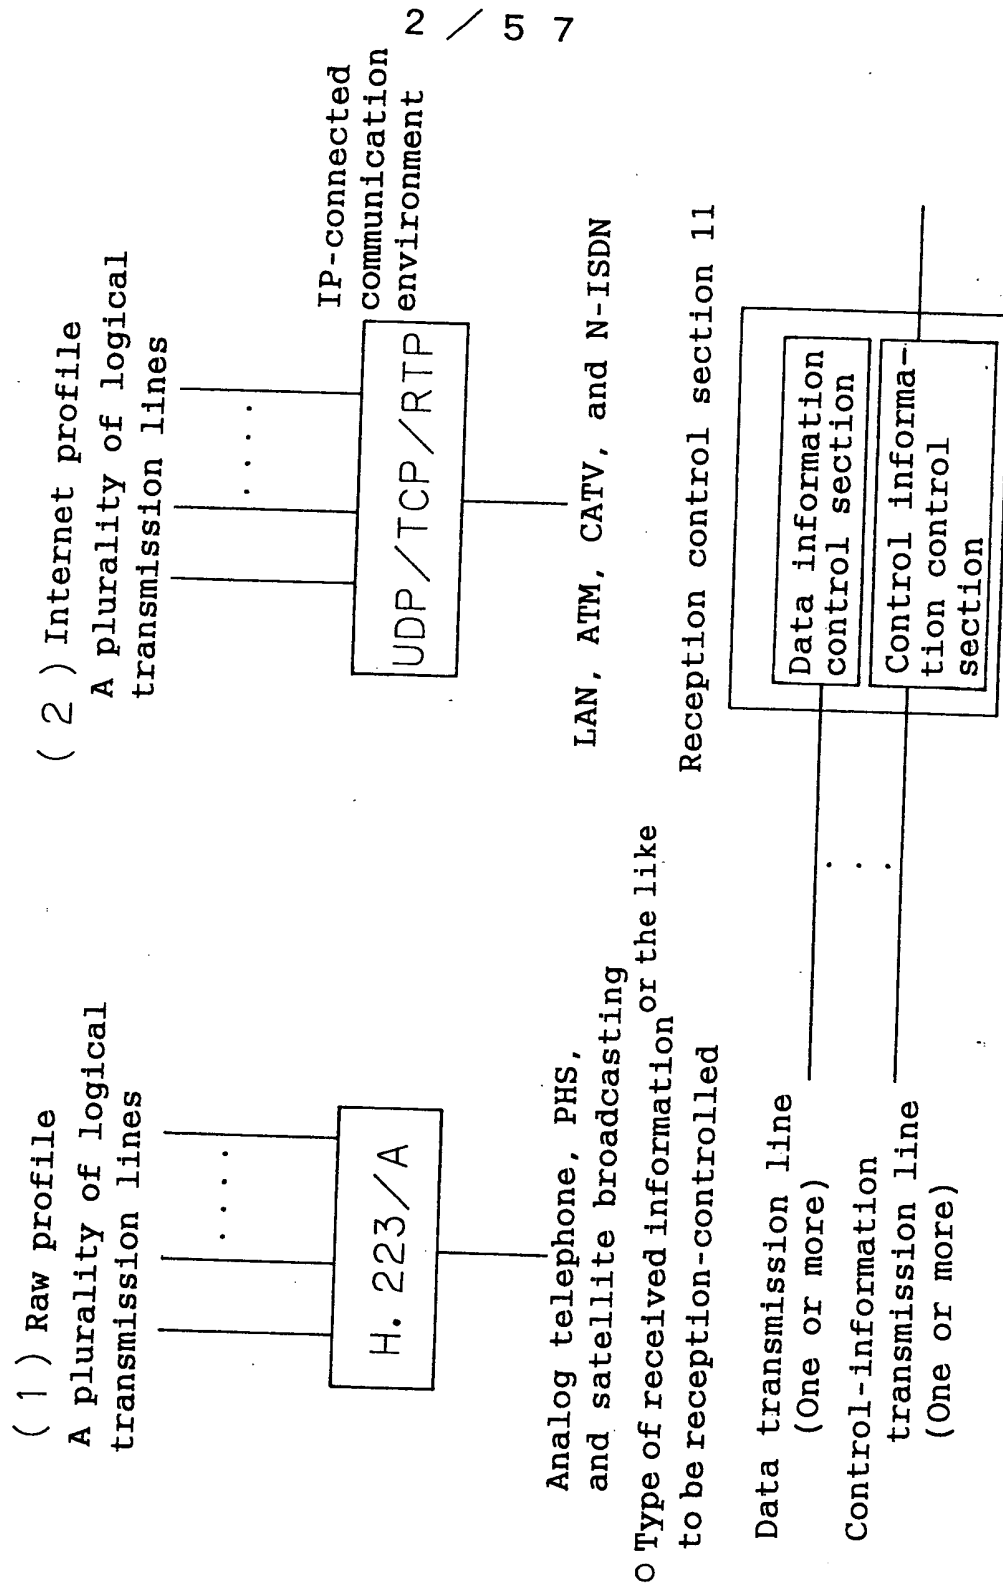 2 / 5 7
( 1 ) Raw profile
A plurality of logical
transmission lines
H. 223/A
Analog telephone, PHS,
and satellite broadcasting
or the like
( 2 ) Internet profile
A plurality of logical
transmission lines
IP-connected
communication
environment
UDP/TCP/RTP
LAN, ATM, CATV, and N-ISDN
○ Type of received information
to be reception-controlled
Reception control section 11
Data transmission line
(One or more)
Control-information
transmission line
(One or more)
Data information
control section
Control informa-
tion control
section